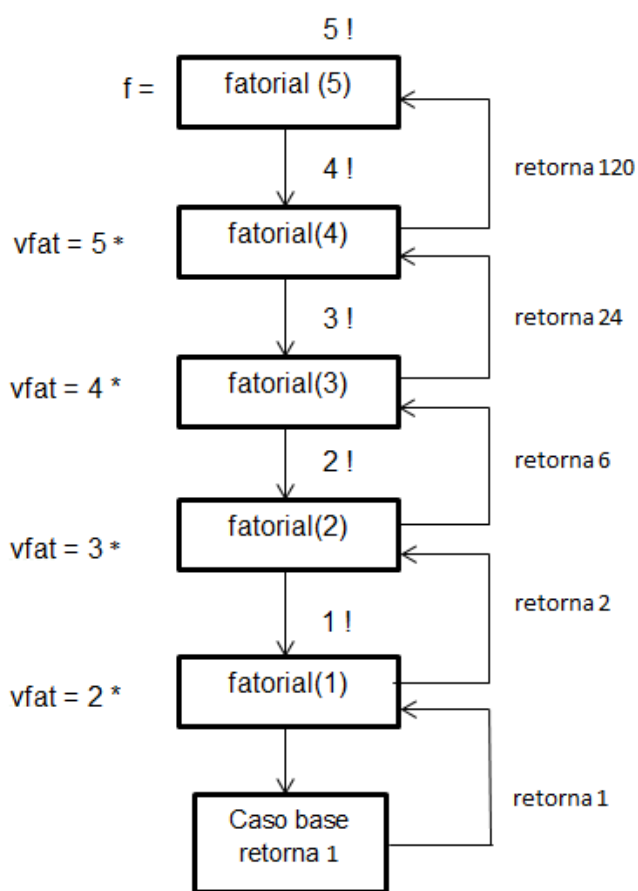 5 !
f =
fatorial (5)
4 !
retorna 120
vfat = 5 *
fatorial(4)
3 !
retorna 24
vfat = 4 *
fatorial(3)
2 !
retorna 6
vfat = 3 *
fatorial(2)
1 !
retorna 2
vfat = 2 *
fatorial(1)
retorna 1
Caso base
retorna 1